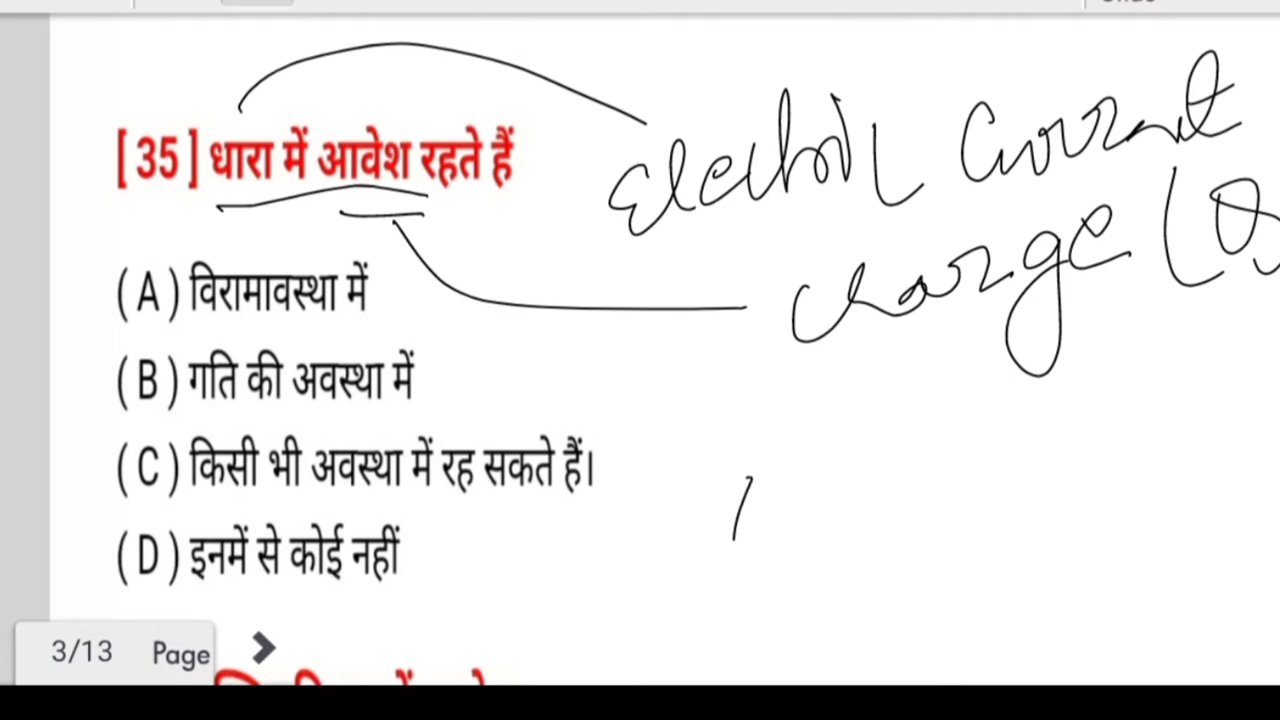 [ 35 ] धारा में आवेश रहते हैं
Electric Current
charge (Q
( A ) विरामावस्था में
( B ) गति की अवस्था में
( C ) किसी भी अवस्था में रह सकते हैं।
( D ) इनमें से कोई नहीं
3/13 Page